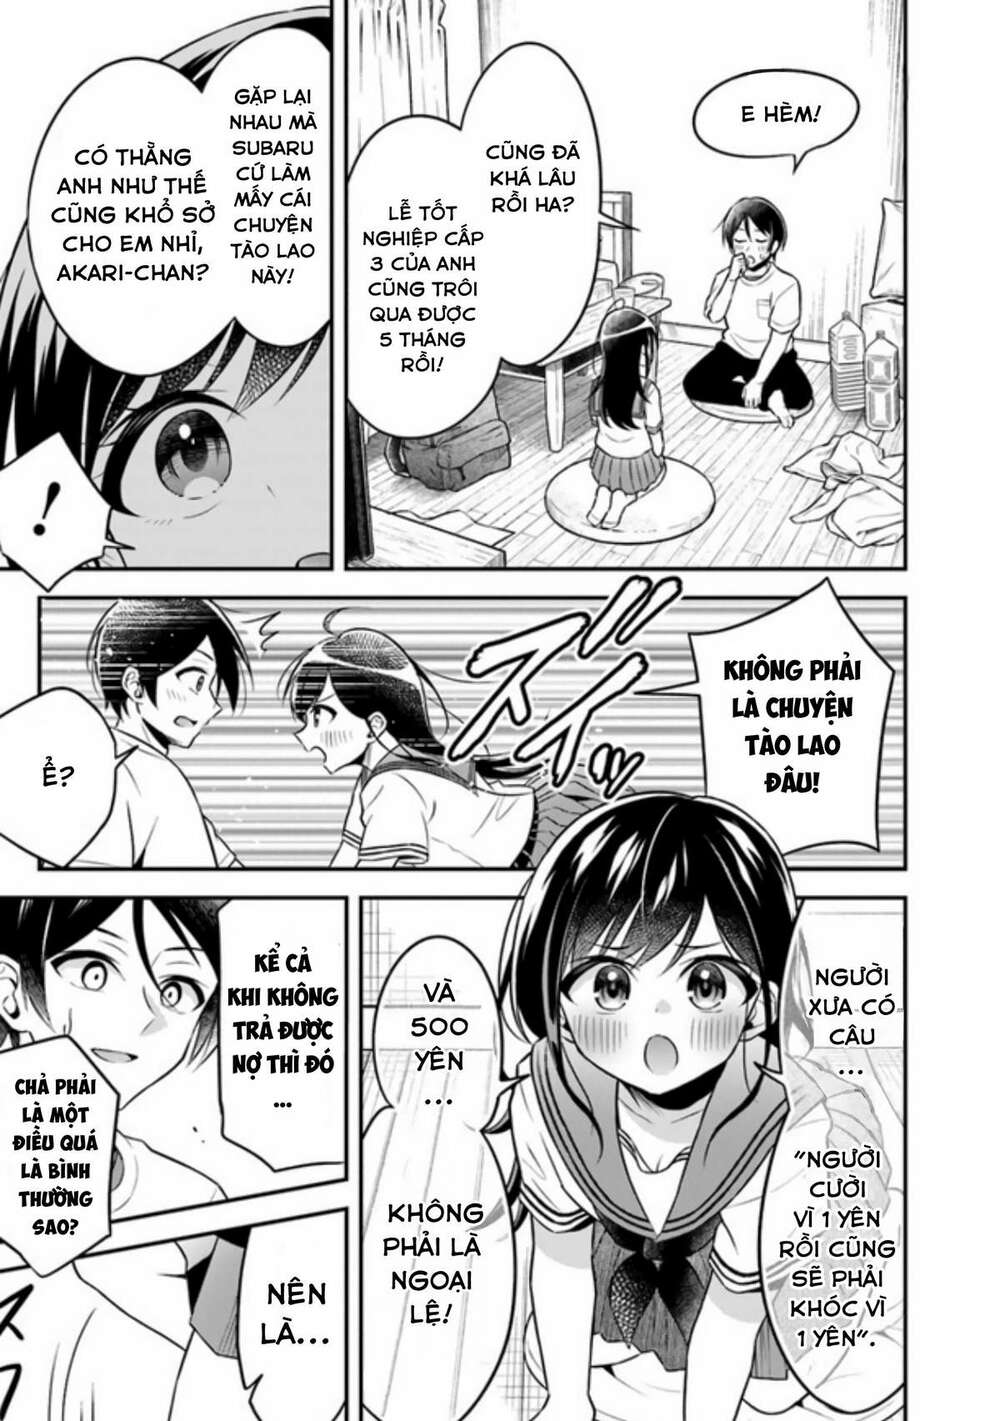 E HÈM!
CŨNG ĐÃ
KHÁ LÂU
RỒI HA?
LỄ TỐT
NGHIỆP CẤP
3 CỦA ANH
CŨNG TRÔI
QUA ĐƯỢC
5 THÁNG
RỒI!
GẶP LẠI
NHAU MÀ
SUBARU
CỨ LÀM
MẤY CÁI
CHUYỆN
TÀO LAO
NÀY!
CÓ THẰNG
ANH NHƯ THẾ
CŨNG KHỔ SỞ
CHO EM NHỈ,
AKARI-CHAN?
!
KHÔNG PHẢI
LÀ CHUYỆN
TÀO LAO
ĐÂU!
ズイッ
Ể?
NGƯỜI
XƯA CÓ
CÂU
...
"NGƯỜI
CƯỜI
VÌ 1 YÊN
RỒI CŨNG
SẼ PHẢI
KHÓC VÌ
1 YÊN".
VÀ
500
YÊN
...
KHÔNG
PHẢI LÀ
NGOẠI
LỆ!
KỂ CẢ
KHI KHÔNG
TRẢ ĐƯỢC
NỢ THÌ ĐÓ
...
CHẢ PHẢI
LÀ MỘT
ĐIỀU QUÁ
LÀ BÌNH
THƯỜNG
SAO?
NÊN
LÀ...